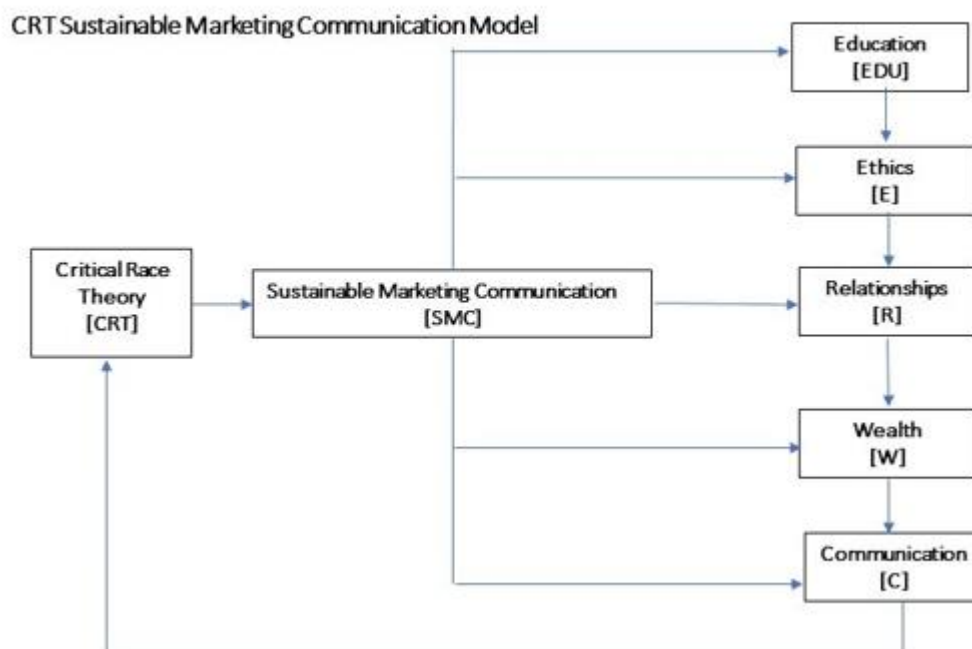 CRT Sustainable Marketing Communication Model
Education
[EDU]
Ethics
[E]
Critical Race
Theory
[CRT]
Sustainable Marketing Communication
[SMC]
Relationships
[R]
Wealth
[W]
Communication
[C]